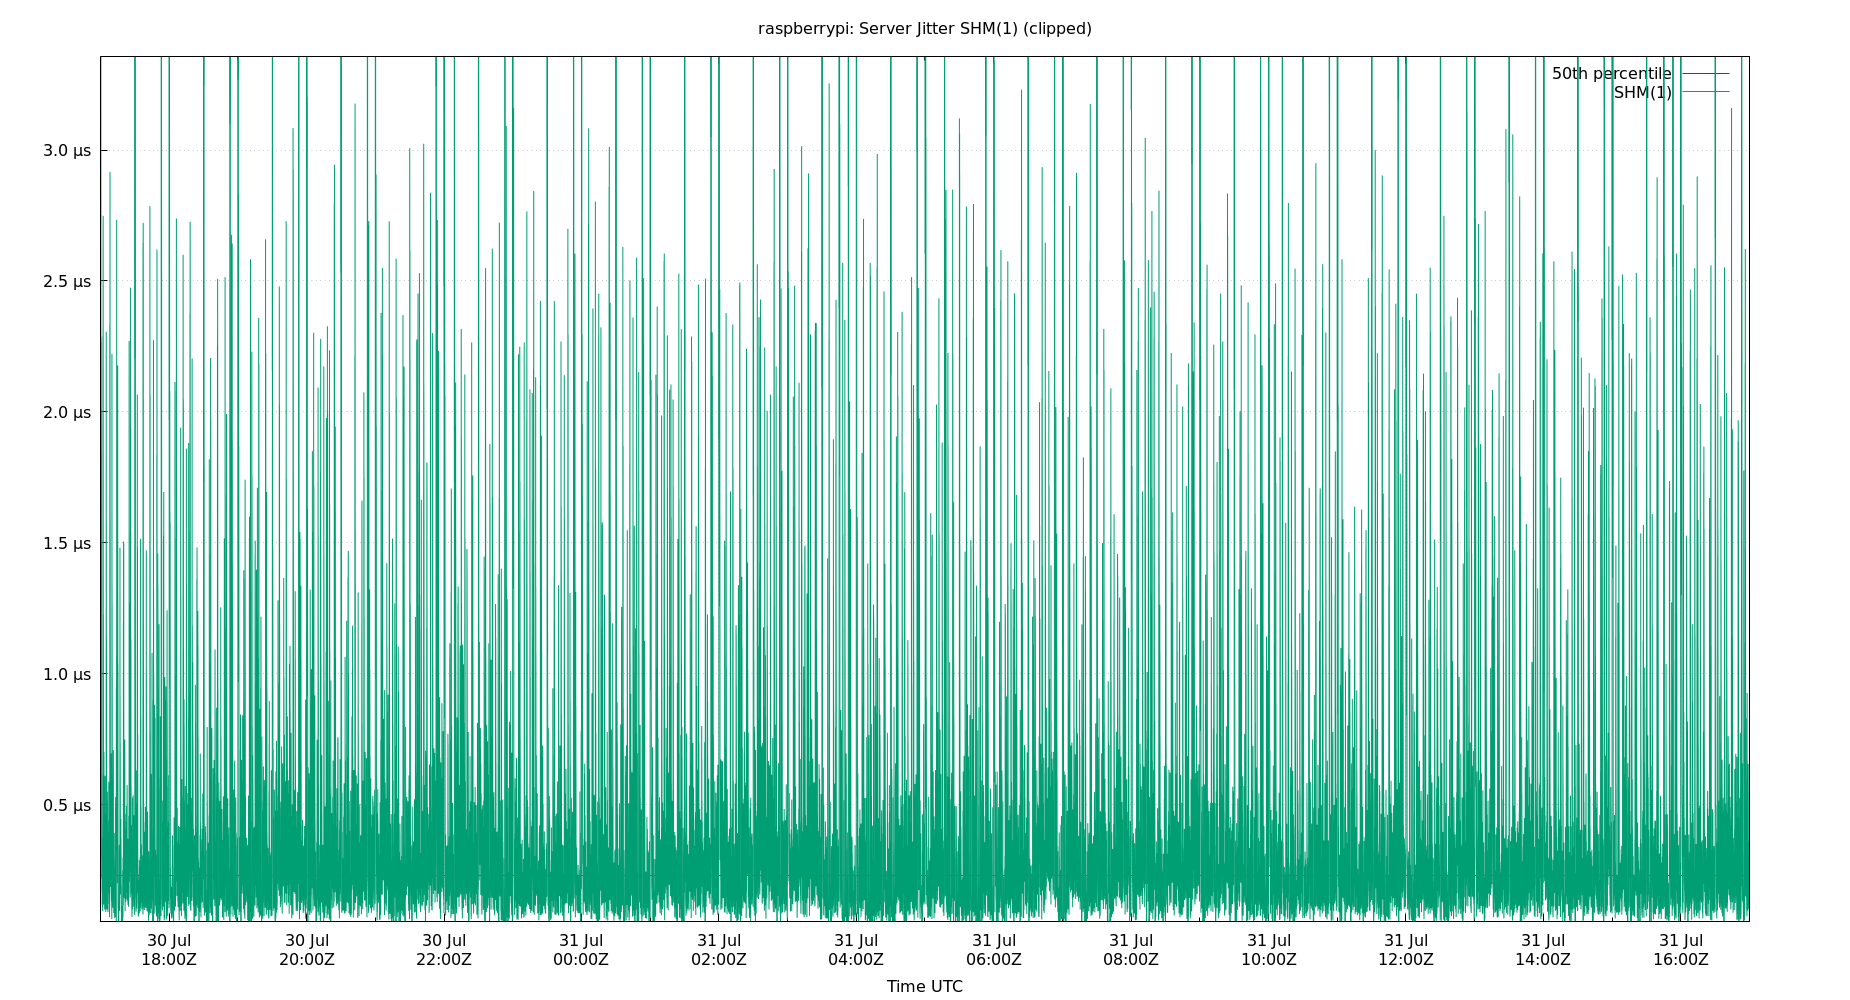 raspberrypi: Server Jitter SHM(1) (clipped)
50th percentile
SHM(1)
3.0 µs
2.5 µs
2.0 µs
1.5 µs
1.0 µs
0.5 µs
30 Jul 30 Jul 30 Jul 31 Jul 31 Jul 31 Jul 31 Jul 31 Jul 31 Jul 31 Jul 31 Jul 31 Jul
18:00Z 20:00Z 22:00Z 00:00Z 02:00Z 04:00Z 06:00Z 08:00Z 10:00Z 12:00Z 14:00Z 16:00Z
Time UTC